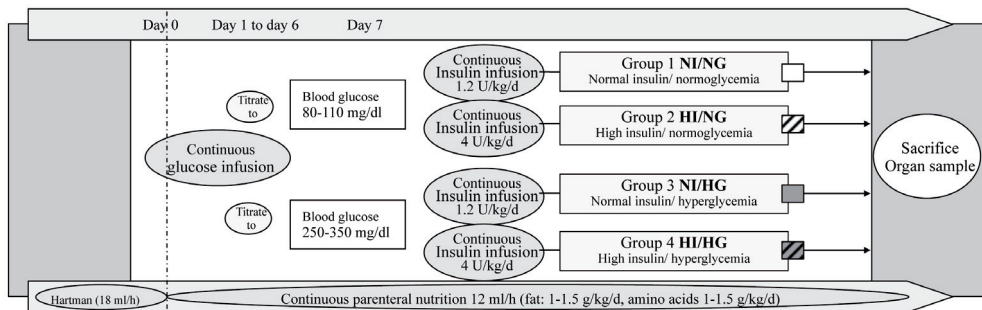 Day 0 Day 1 to day 6 Day 7
Continuous
Insulin infusion
1.2 U/kg/d
Group 1 NI/NG
Normal insulin/ normoglycemia
Titrate
to
Blood glucose
80-110 mg/dl
Continuous
Insulin infusion
4 U/kg/d
Group 2 HI/NG
High insulin/ normoglycemia
Continuous
glucose infusion
Sacrifice
Organ sample
Continuous
Insulin infusion
1.2 U/kg/d
Group 3 NI/HG
Normal insulin/ hyperglycemia
Titrate
to
Blood glucose
250-350 mg/dl
Continuous
Insulin infusion
4 U/kg/d
Group 4 HI/HG
High insulin/ hyperglycemia
Hartman (18 ml/h)
Continuous parenteral nutrition 12 ml/h (fat: 1-1.5 g/kg/d, amino acids 1-1.5 g/kg/d)